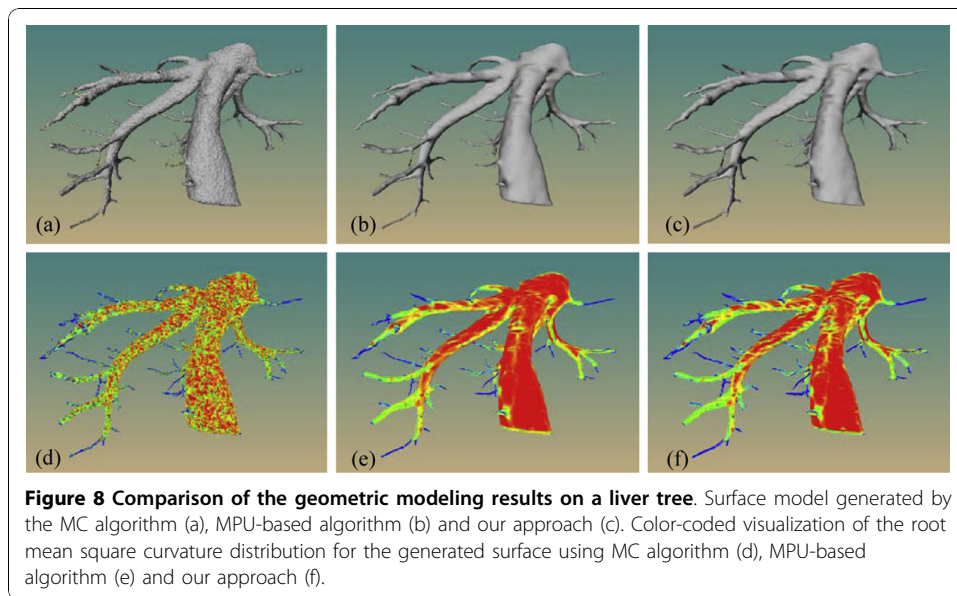 (a)
(b)
(c)
(d)
(e)
(f)
Figure 8 Comparison of the geometric modeling results on a liver tree. Surface model generated by
the MC algorithm (a), MPU-based algorithm (b) and our approach (c). Color-coded visualization of the root
mean square curvature distribution for the generated surface using MC algorithm (d), MPU-based
algorithm (e) and our approach (f).